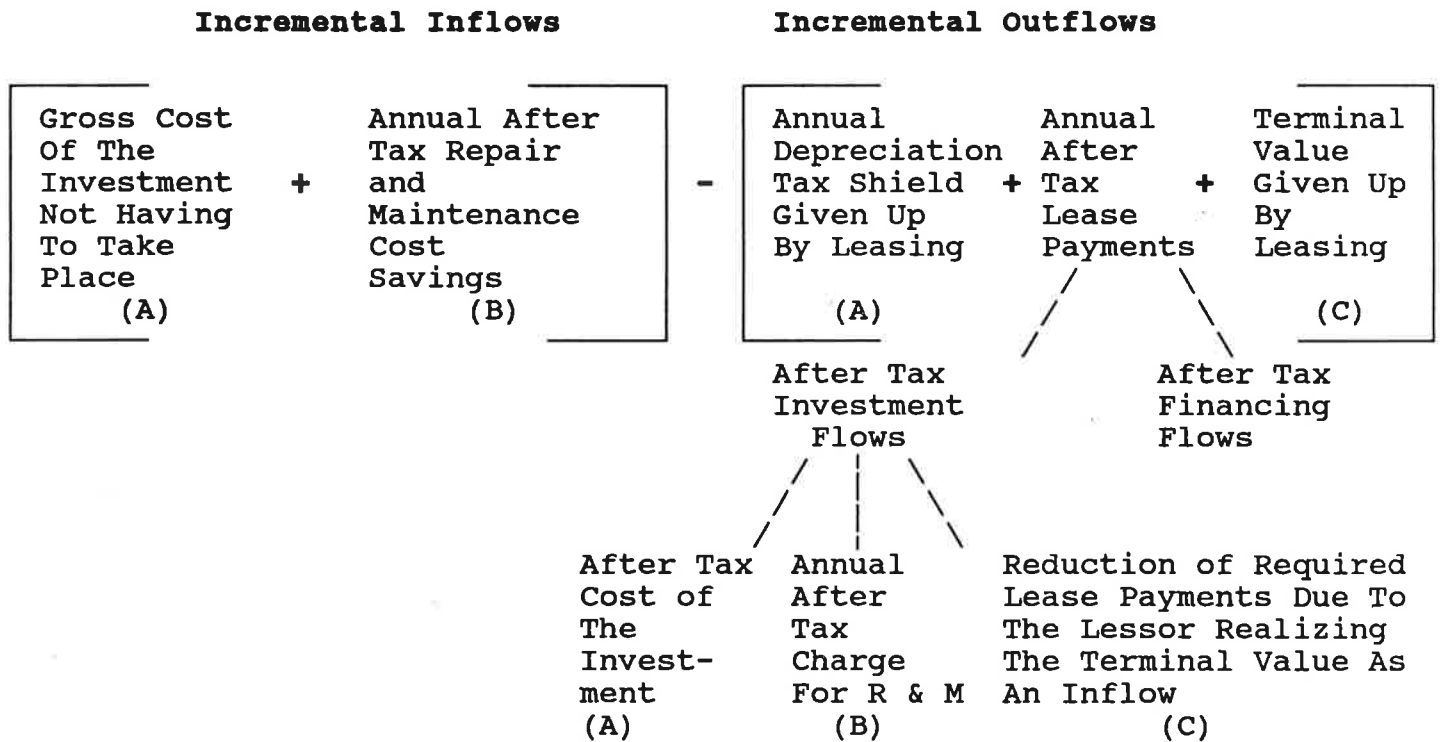 Incremental Inflows Incremental Outflows
Gross Cost
Of The
Investment
Not Having
To Take
Place
(A)
+
Annual After
Tax Repair
and
Maintenance
Cost
Savings
(B)
-
Annual
Depreciation
Tax Shield
Given Up
By Leasing
(A)
+
Annual
After
Tax
Lease
Payments
+
Terminal
Value
Given Up
By
Leasing
(C)
After Tax
Investment
Flows
After Tax
Financing
Flows
After Tax
Cost of
The
Invest-
ment
(A)
Annual
After
Tax
Charge
For R & M
(B)
Reduction of Required
Lease Payments Due To
The Lessor Realizing
The Terminal Value As
An Inflow
(C)